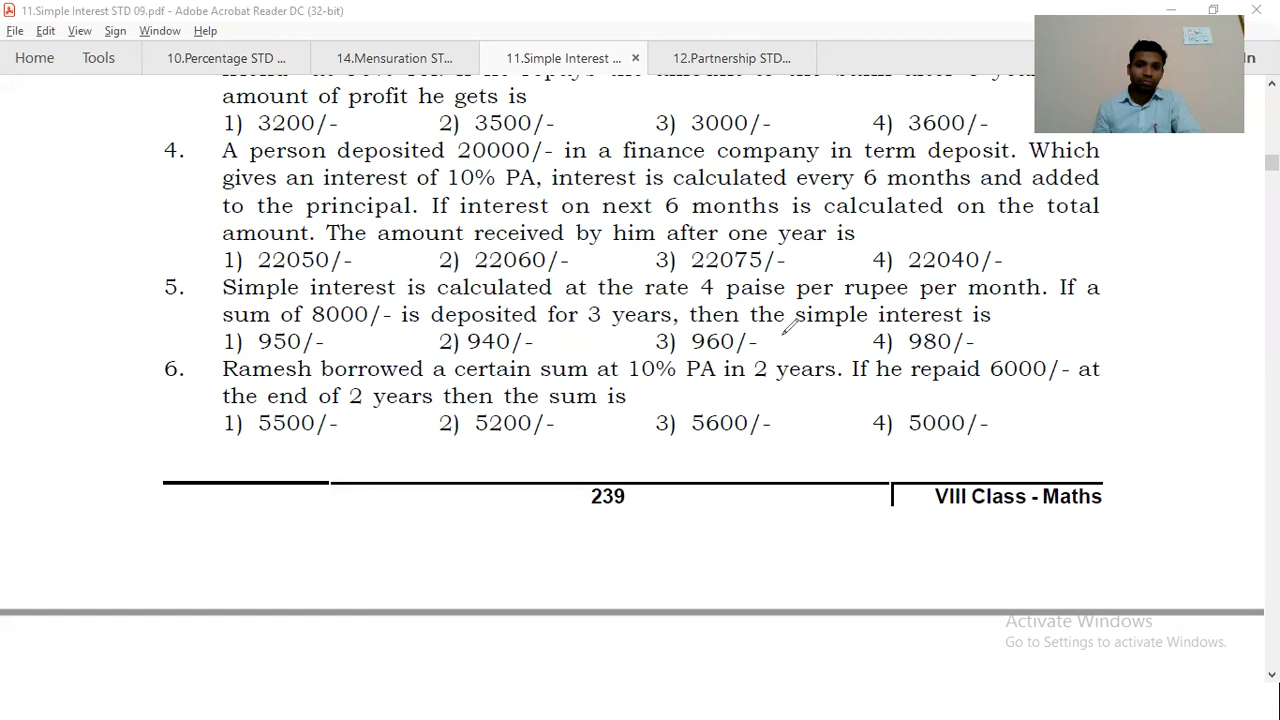 11.Simple Interest STD 09.pdf - Adobe Acrobat Reader DC (32-bit)
File Edit View Sign Window Help
Home Tools 10.Percentage STD ... 14.Mensuration ST... 11.Simple Interest ... × 12.Partnership STD... In
amount of profit he gets is
1) 3200/- 2) 3500/- 3) 3000/- 4) 3600/-
4. A person deposited 20000/- in a finance company in term deposit. Which
gives an interest of 10% PA, interest is calculated every 6 months and added
to the principal. If interest on next 6 months is calculated on the total
amount. The amount received by him after one year is
1) 22050/- 2) 22060/- 3) 22075/- 4) 22040/-
5. Simple interest is calculated at the rate 4 paise per rupee per month. If a
sum of 8000/- is deposited for 3 years, then the simple interest is
1) 950/- 2) 940/- 3) 960/- 4) 980/-
6. Ramesh borrowed a certain sum at 10% PA in 2 years. If he repaid 6000/- at
the end of 2 years then the sum is
1) 5500/- 2) 5200/- 3) 5600/- 4) 5000/-
239 VIII Class - Maths
Activate Windows
Go to Settings to activate Windows.